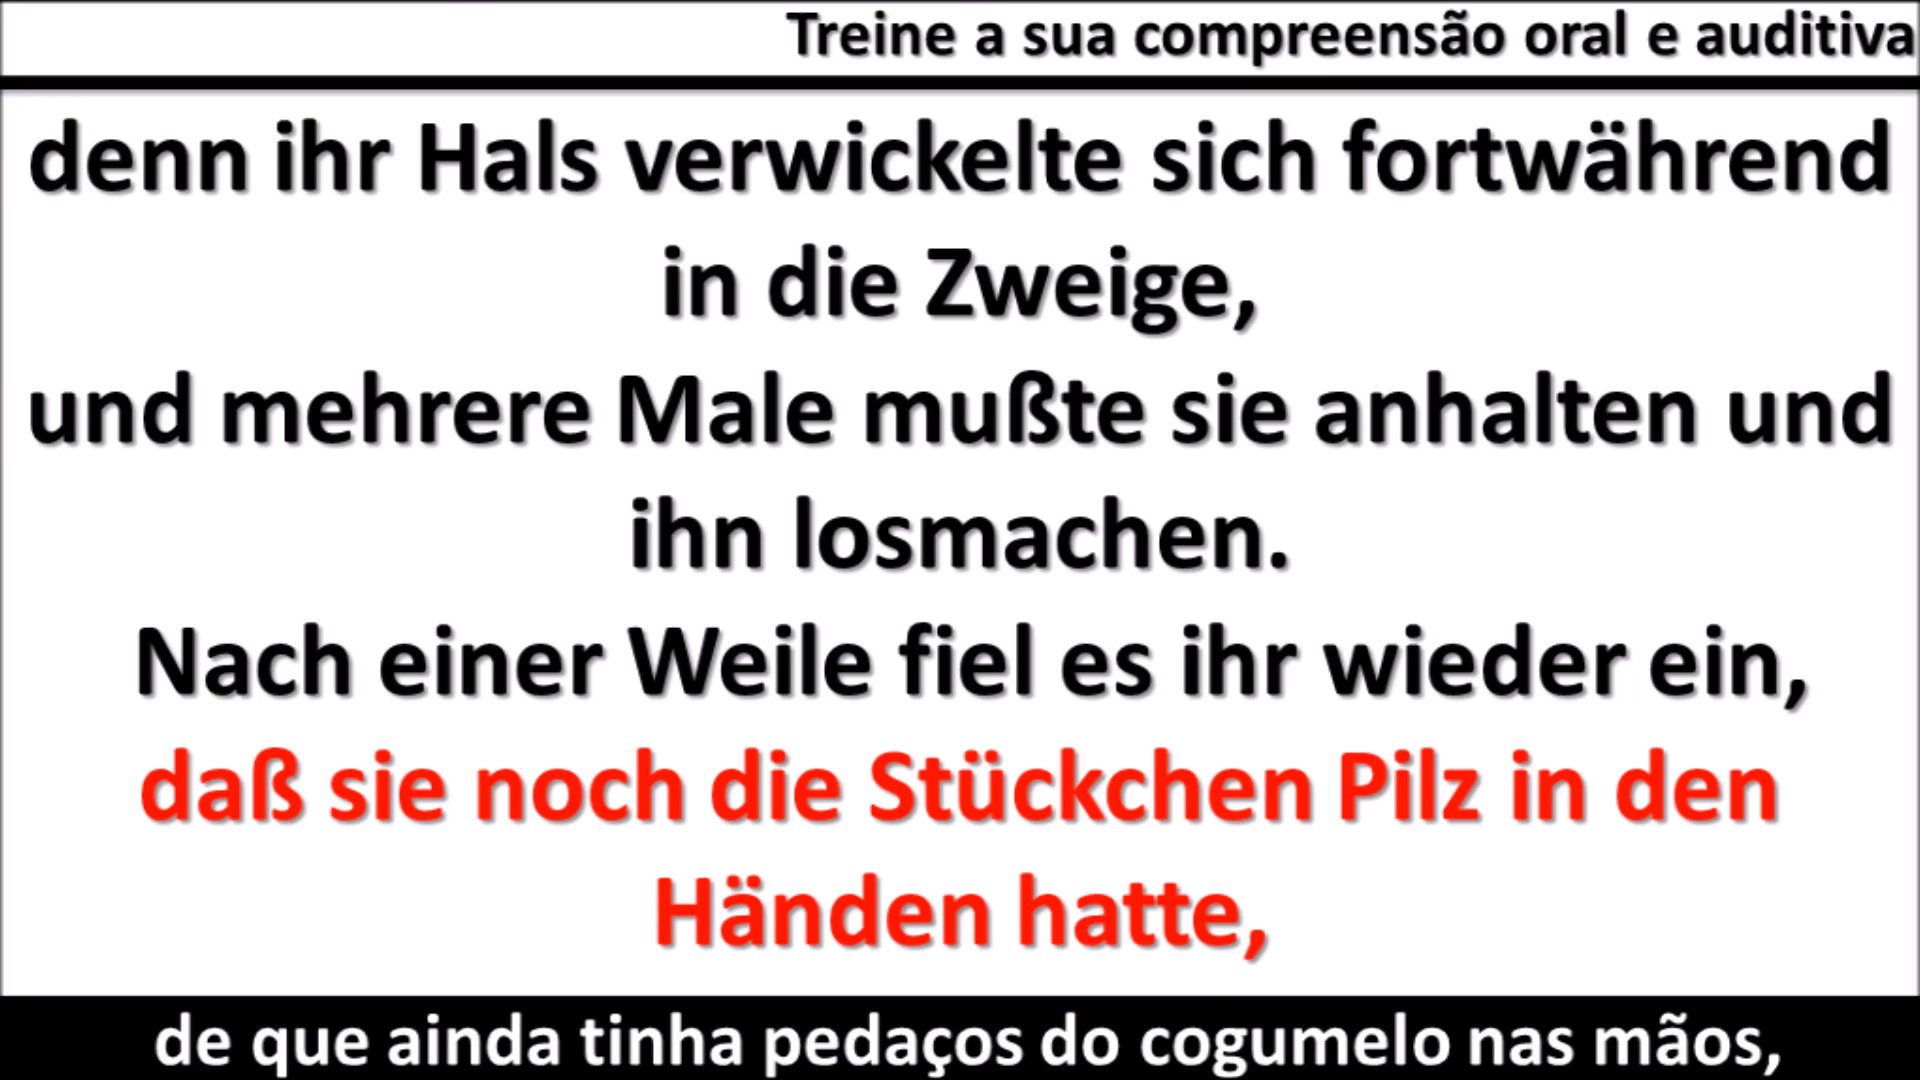 Treine a sua compreensão oral e auditiva
denn ihr Hals verwickelte sich fortwährend
in die Zweige,
und mehrere Male mußte sie anhalten und
ihn losmachen.
Nach einer Weile fiel es ihr wieder ein,
daß sie noch die Stückchen Pilz in den
Händen hatte,
de que ainda tinha pedaços do cogumelo nas mãos,